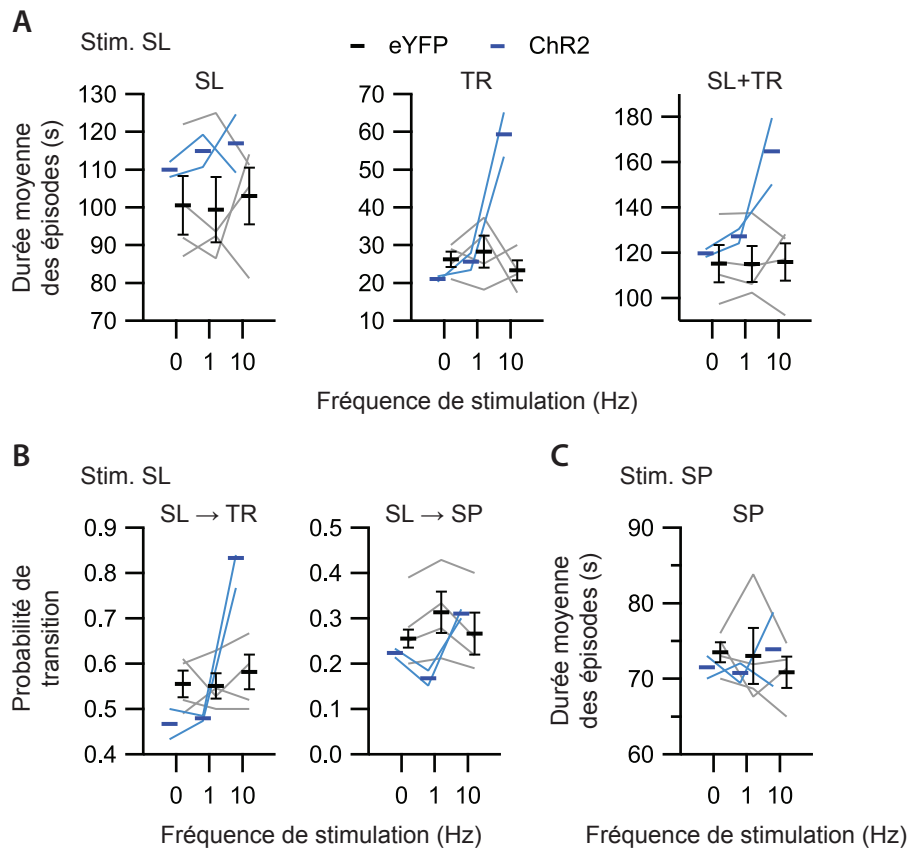 A
Stim. SL
eYFP ChR2
SL TR SL+TR
Durée moyenne
des épisodes (s)
130
120
110
100
90
80
70
70
60
50
40
30
20
10
180
160
140
120
100
0 1 10 0 1 10 0 1 10
Fréquence de stimulation (Hz)
B
Stim. SL
SL → TR SL → SP
Probabilité de
transition
0.9
0.8
0.7
0.6
0.5
0.4
0.5
0.4
0.3
0.2
0.1
0.0
0 1 10 0 1 10
Fréquence de stimulation (Hz)
C
Stim. SP
SP
Durée moyenne
des épisodes (s)
90
80
70
60
0 1 10
Fréquence de stimulation (Hz)